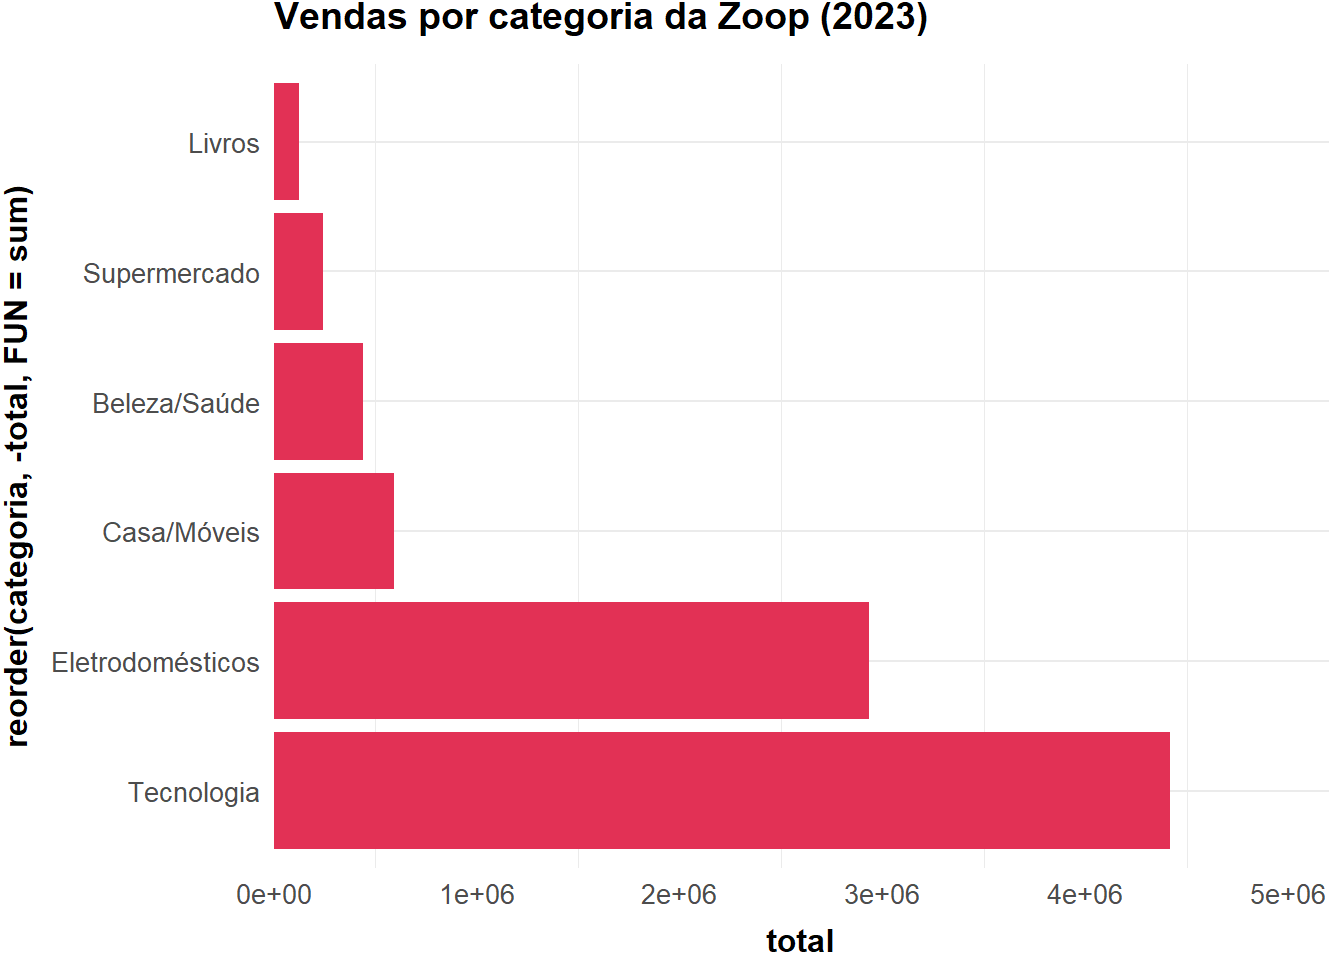 Vendas por categoria da Zoop (2023)
reorder(categoria, -total, FUN = sum)
Livros
Supermercado
Beleza/Saúde
Casa/Móveis
Eletrodomésticos
Tecnologia
0e+00 1e+06 2e+06 3e+06 4e+06 5e+06
total